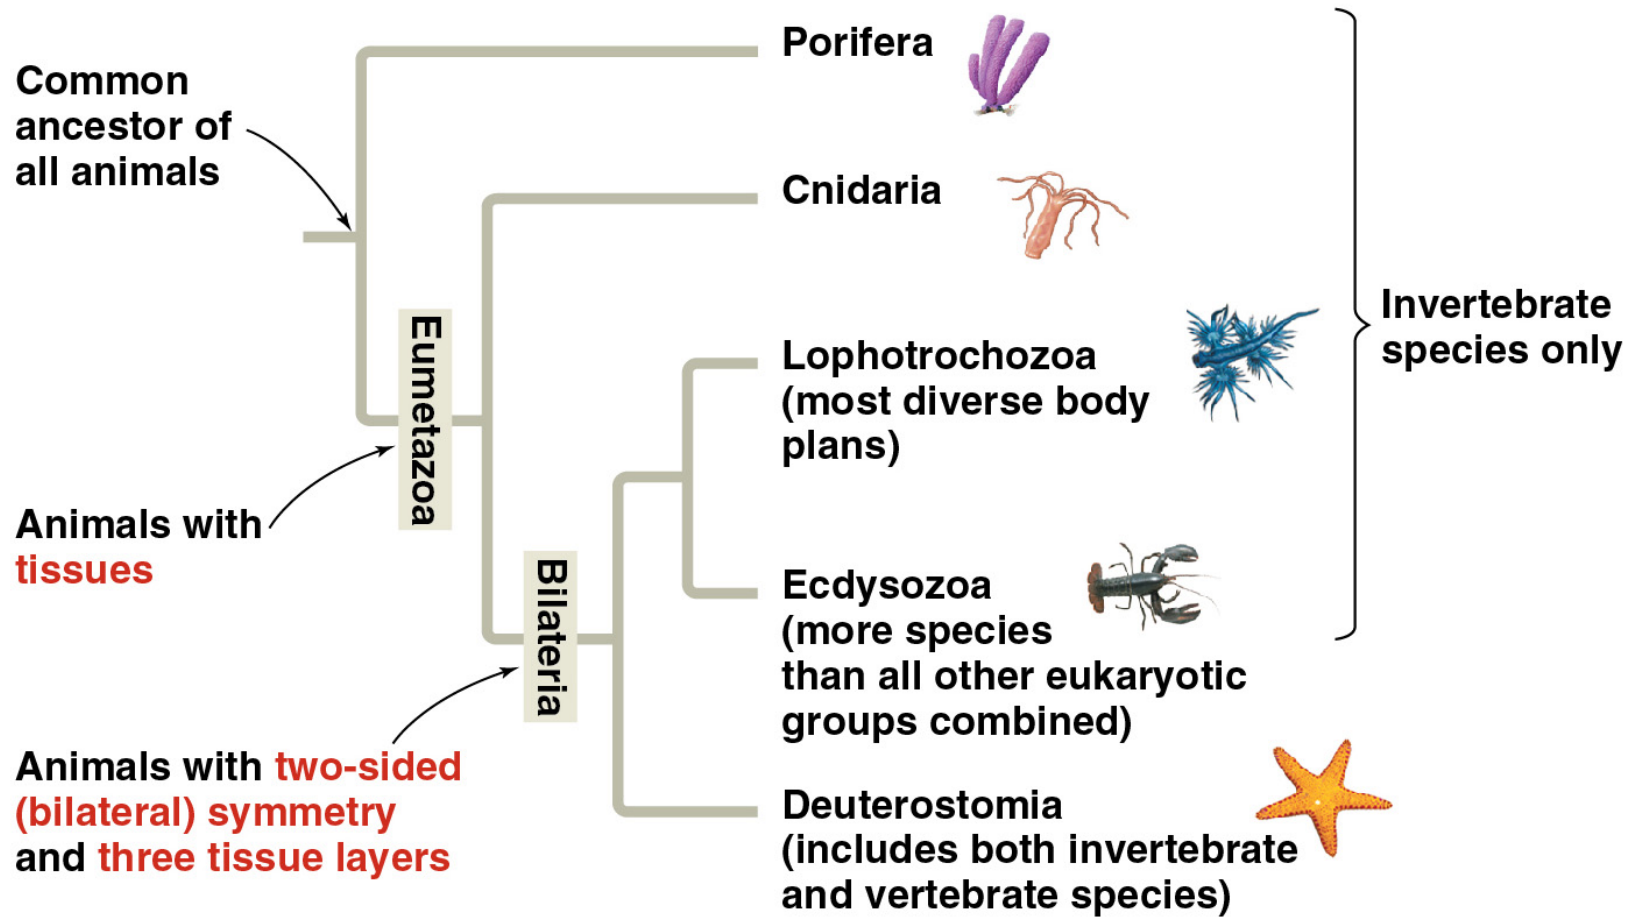 Porifera
Common
ancestor of
all animals
Cnidaria
Invertebrate
species only
Eumetazoa
Lophotrochozoa
(most diverse body
plans)
Animals with
tissues
Bilateria
Ecdysozoa
(more species
than all other eukaryotic
groups combined)
Animals with two-sided
(bilateral) symmetry
and three tissue layers
Deuterostomia
(includes both invertebrate
and vertebrate species)